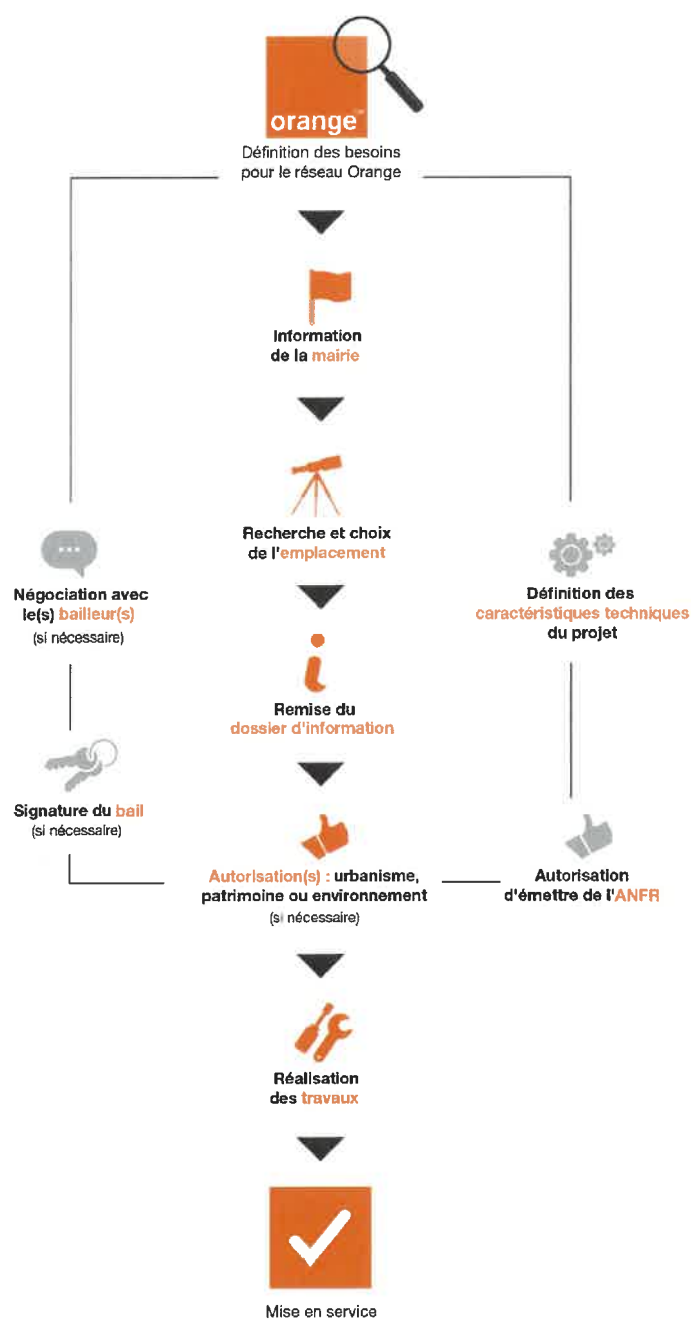 orange™
Définition des besoins
pour le réseau Orange
Information
de la mairie
Recherche et choix
de l'emplacement
Négociation avec
le(s) bailleur(s)
(si nécessaire)
Définition des
caractéristiques techniques
du projet
Remise du
dossier d'information
Signature du bail
(si nécessaire)
Autorisation(s) : urbanisme,
patrimoine ou environnement
(si nécessaire)
Autorisation
d'émettre de l'ANFR
Réalisation
des travaux
Mise en service